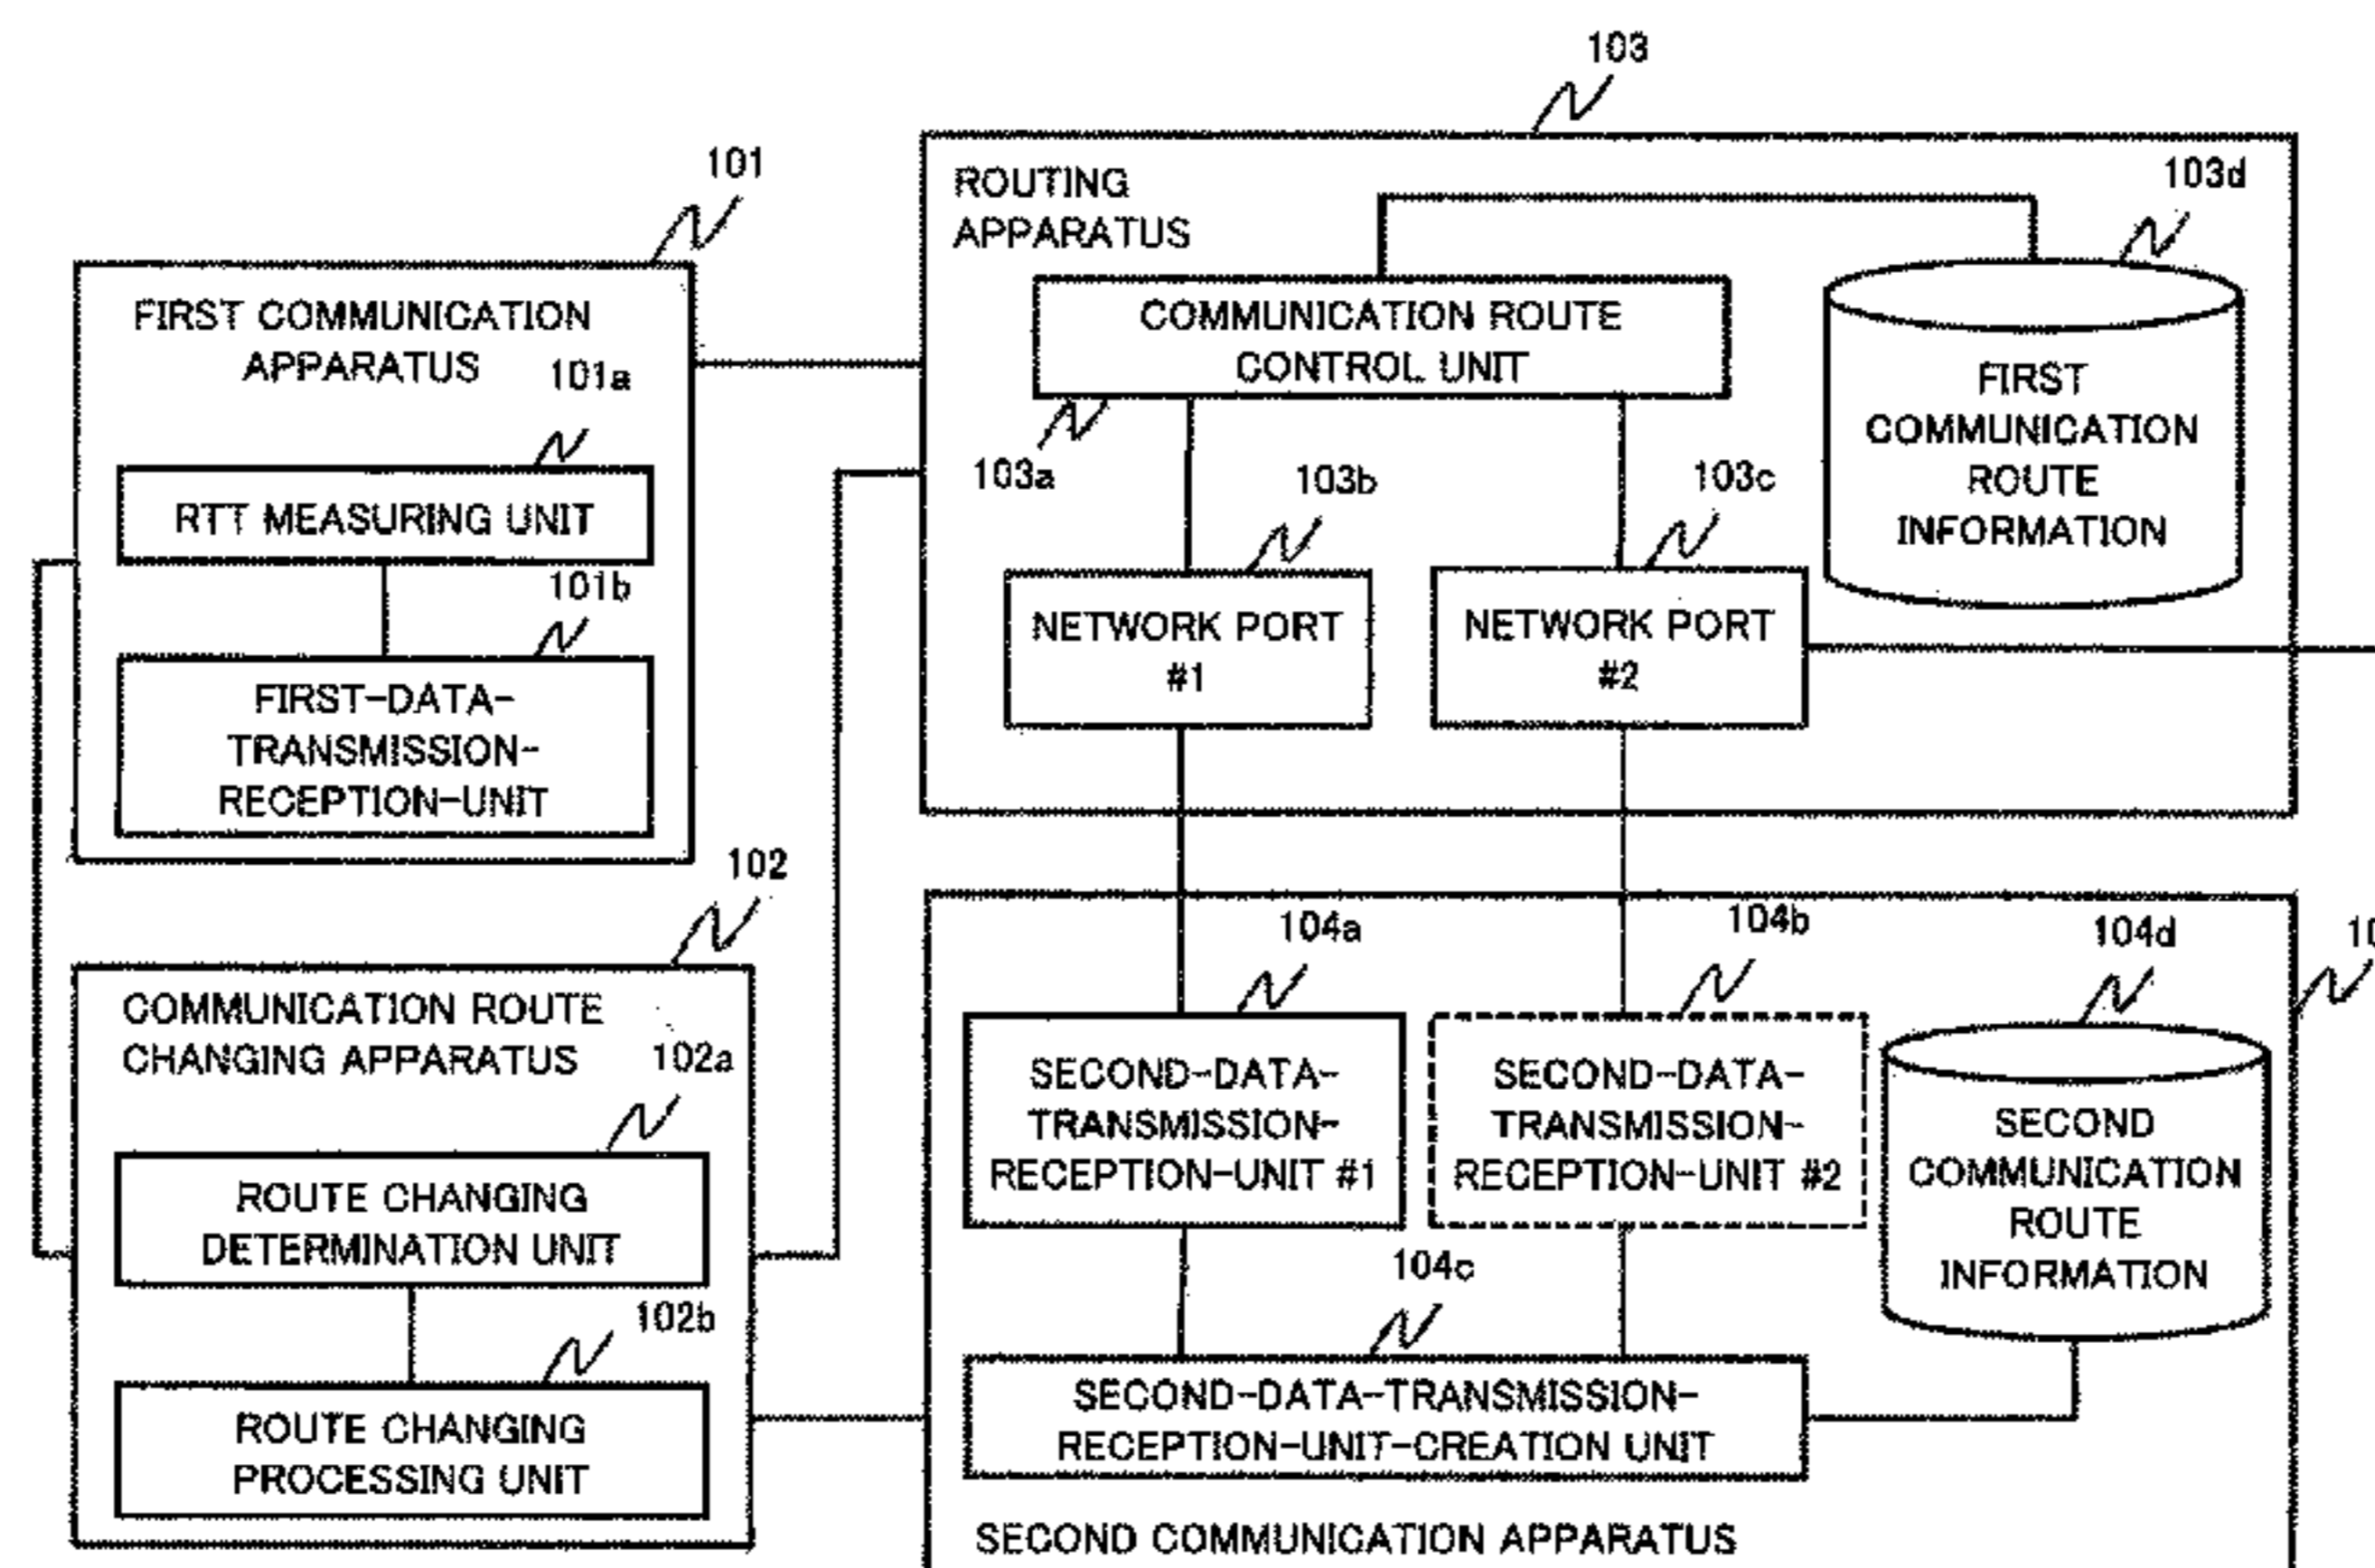 103
101
ROUTING
APPARATUS
103d
FIRST COMMUNICATION
APPARATUS
101a
COMMUNICATION ROUTE
CONTROL UNIT
FIRST
COMMUNICATION
ROUTE
INFORMATION
103a
103b
103c
RTT MEASURING UNIT
101b
NETWORK PORT
#1
NETWORK PORT
#2
FIRST-DATA-
TRANSMISSION-
RECEPTION-UNIT
102
104a
104b
104d
COMMUNICATION ROUTE
CHANGING APPARATUS
102a
SECOND-DATA-
TRANSMISSION-
RECEPTION-UNIT #1
SECOND-DATA-
TRANSMISSION-
RECEPTION-UNIT #2
SECOND
COMMUNICATION
ROUTE
INFORMATION
ROUTE CHANGING
DETERMINATION UNIT
104c
102b
ROUTE CHANGING
PROCESSING UNIT
SECOND-DATA-TRANSMISSION-
RECEPTION-UNIT-CREATION UNIT
SECOND COMMUNICATION APPARATUS